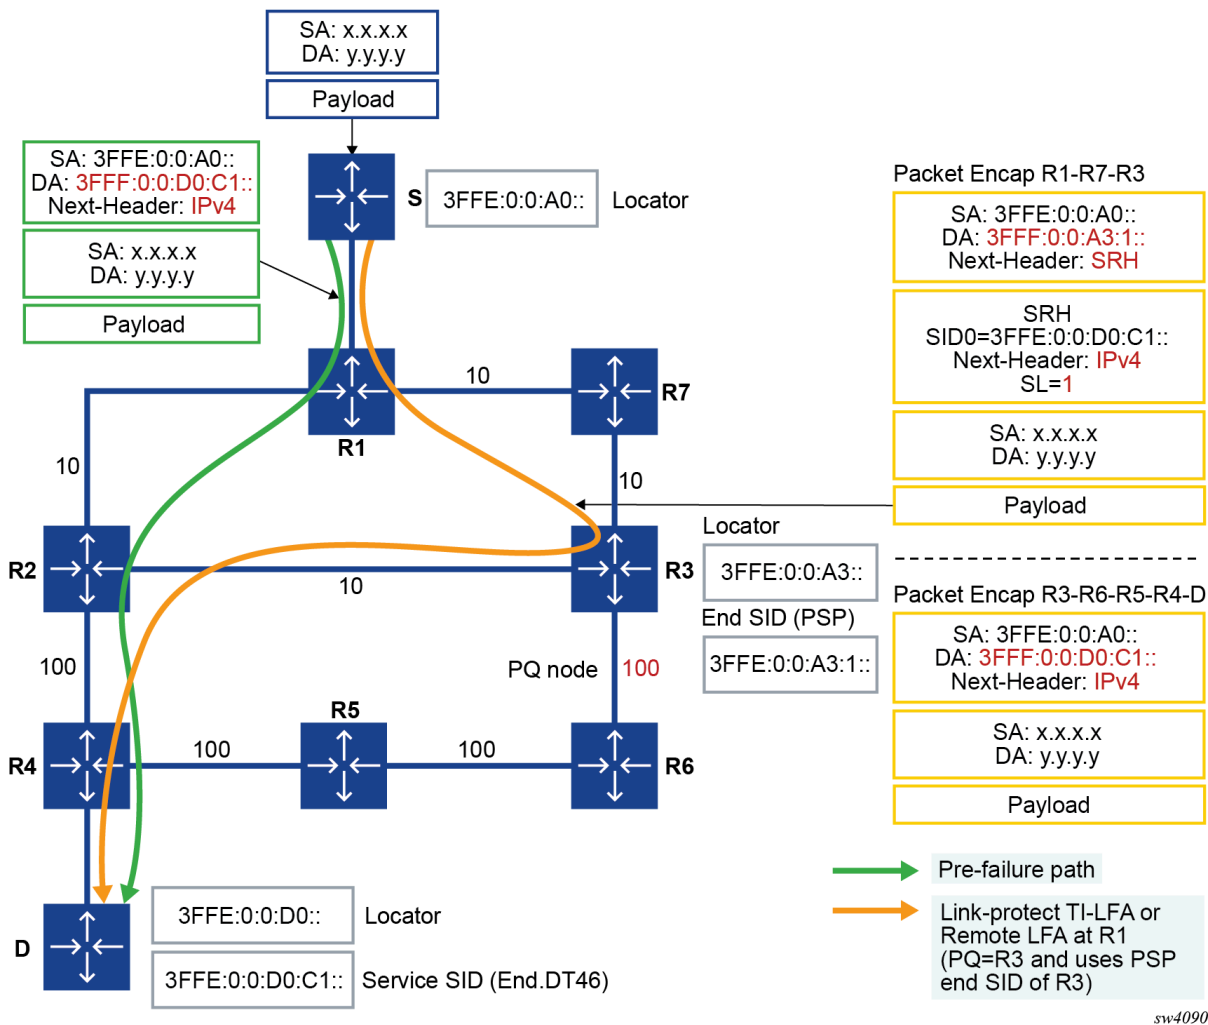 SA: x.x.x.x
DA: y.y.y.y
Payload
SA: 3FFE:0:0:A0::
DA: 3FFF:0:0:D0:C1::
Next-Header: IPv4
SA: x.x.x.x
DA: y.y.y.y
Payload
S
3FFE:0:0:A0::
Locator
Packet Encap R1-R7-R3
SA: 3FFE:0:0:A0::
DA: 3FFF:0:0:A3:1::
Next-Header: SRH
SRH
SID0=3FFE:0:0:D0:C1::
Next-Header: IPv4
SL=1
SA: x.x.x.x
DA: y.y.y.y
Payload
10
R7
R1
10
10
R2
10
R3
Locator
3FFE:0:0:A3::
End SID (PSP)
3FFE:0:0:A3:1::
Packet Encap R3-R6-R5-R4-D
SA: 3FFE:0:0:A0::
DA: 3FFF:0:0:D0:C1::
Next-Header: IPv4
SA: x.x.x.x
DA: y.y.y.y
Payload
100
PQ node
100
R5
R4
100
100
R6
D
3FFE:0:0:D0::
Locator
3FFE:0:0:D0:C1::
Service SID (End.DT46)
Pre-failure path
Link-protect TI-LFA or
Remote LFA at R1
(PQ=R3 and uses PSP
end SID of R3)
sw4090